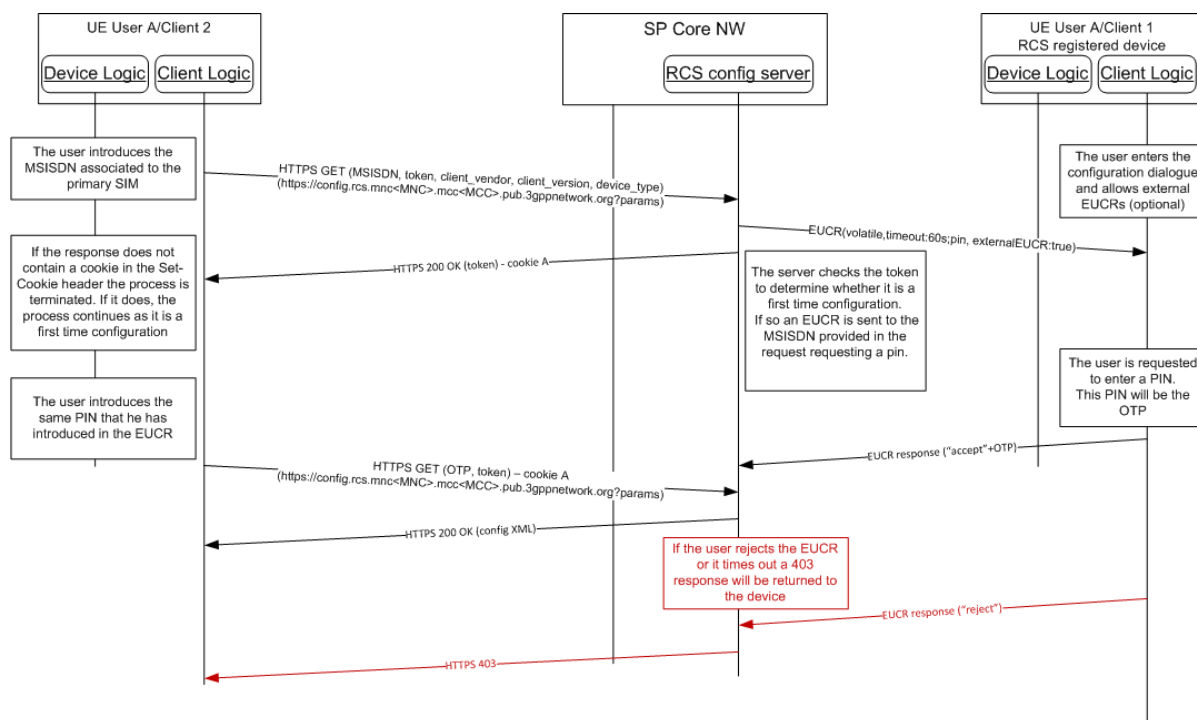 UE User A/Client 2
SP Core NW
UE User A/Client 1
RCS registered device
Device Logic
Client Logic
RCS config server
Device Logic
Client Logic
The user introduces the
MSISDN associated to the
primary SIM
HTTPS GET (MSISDN, token, client_vendor, client_version, device_type)
(https://config.rcs.mnc<MNC>.mcc<MCC>.pub.3gppnetwork.org?params)
The user enters the
configuration dialogue
and allows external
EUCRs (optional)
EUCR(volatile,timeout:60s;pin, externalEUCR:true)
If the response does not
contain a cookie in the Set-
Cookie header the process is
terminated. If it does, the
process continues as it is a
first time configuration
HTTPS 200 OK (token) - cookie A
The server checks the token
to determine whether it is a
first time configuration.
If so an EUCR is sent to the
MSISDN provided in the
request requesting a pin.
The user is requested
to enter a PIN.
This PIN will be the
OTP
The user introduces the
same PIN that he has
introduced in the EUCR
EUCR response ("accept"+OTP)
HTTPS GET (OTP, token) – cookie A
(https://config.rcs.mnc<MNC>.mcc<MCC>.pub.3gppnetwork.org?params)
HTTPS 200 OK (config XML)
If the user rejects the EUCR
or it times out a 403
response will be returned to
the device
EUCR response ("reject")
HTTPS 403